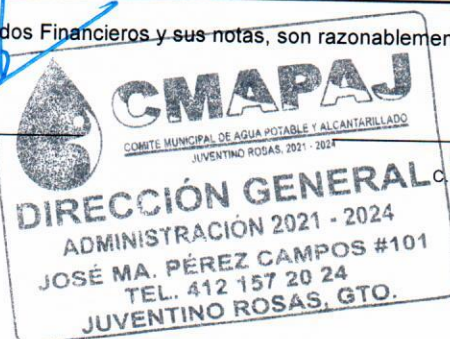 dos Financieros y sus notas, son razonablemen
CMAPAJ
COMITE MUNICIPAL DE AGUA POTABLE Y ALCANTARILLADO
JUVENTINO ROSAS, 2021 - 2024
DIRECCIÓN GENERAL C.
ADMINISTRACIÓN 2021 - 2024
JOSÉ MA. PÉREZ CAMPOS #101
TEL. 412 157 20 24
JUVENTINO ROSAS, GTO.